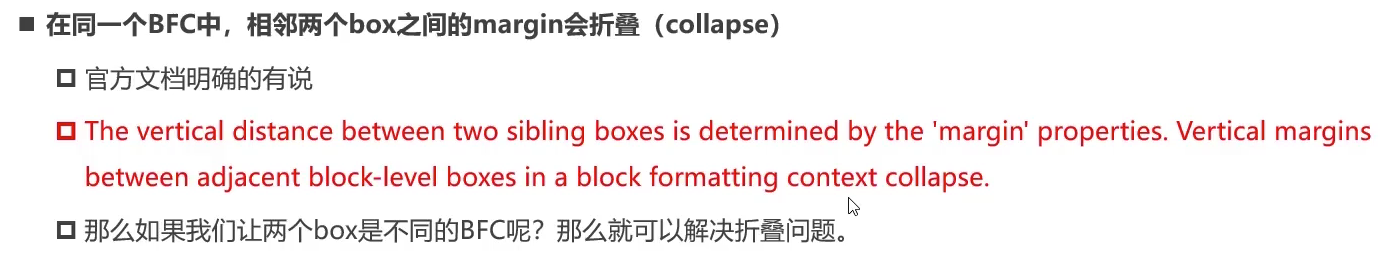 ■ 在同一个BFC中，相邻两个box之间的margin会折叠（collapse）
官方文档明确的有说
The vertical distance between two sibling boxes is determined by the 'margin' properties. Vertical margins
between adjacent block-level boxes in a block formatting context collapse.
那么如果我们让两个box是不同的BFC呢？那么就可以解决折叠问题。